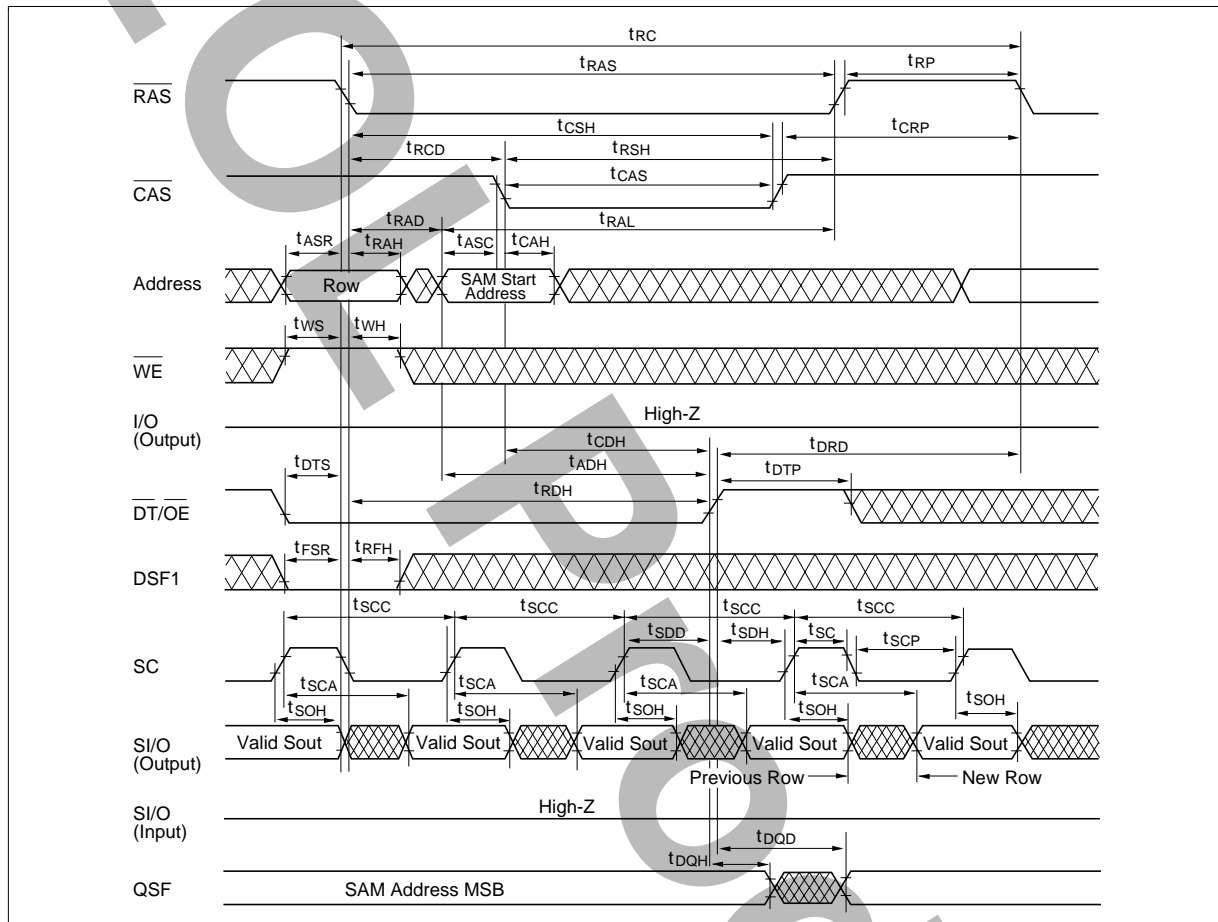 tRC
tRAS
tRP
RAS
tCSH
tCRP
tRCD
tRSH
tCAS
CAS
tRAD
tRAL
tASR
tRAH
tASC
tCAH
Address
Row
SAM Start
Address
tWS
tWH
WE
I/O
(Output)
High-Z
tCDH
tDRD
tDTS
tADH
tDTP
tRDH
DT/OE
tFSR
tRFH
DSF1
tSCC
tSCC
tSCC
tSCC
tSDD
tSDH
tSC
tSCP
SC
tSCA
tSCA
tSCA
tSCA
tSOH
tSOH
tSOH
tSOH
tSOH
SI/O
(Output)
Valid Sout
Valid Sout
Valid Sout
Valid Sout
Valid Sout
Previous Row
New Row
SI/O
(Input)
High-Z
tDQD
tDQH
QSF
SAM Address MSB